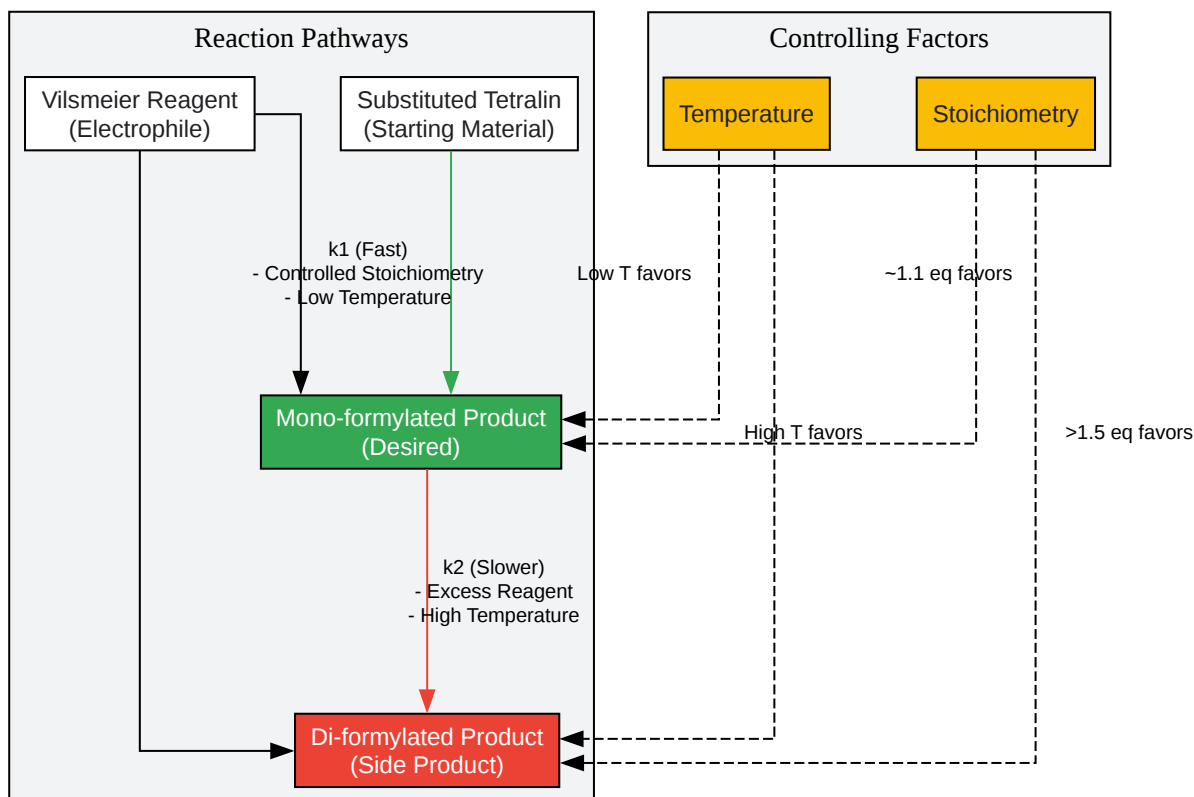 Reaction Pathways
Controlling Factors
Vilsmeier Reagent
(Electrophile)
Substituted Tetralin
(Starting Material)
Temperature
Stoichiometry
k1 (Fast)
- Controlled Stoichiometry
- Low Temperature
Low T favors
~1.1 eq favors
Mono-formylated Product
(Desired)
High T favors
>1.5 eq favors
k2 (Slower)
- Excess Reagent
- High Temperature
Di-formylated Product
(Side Product)